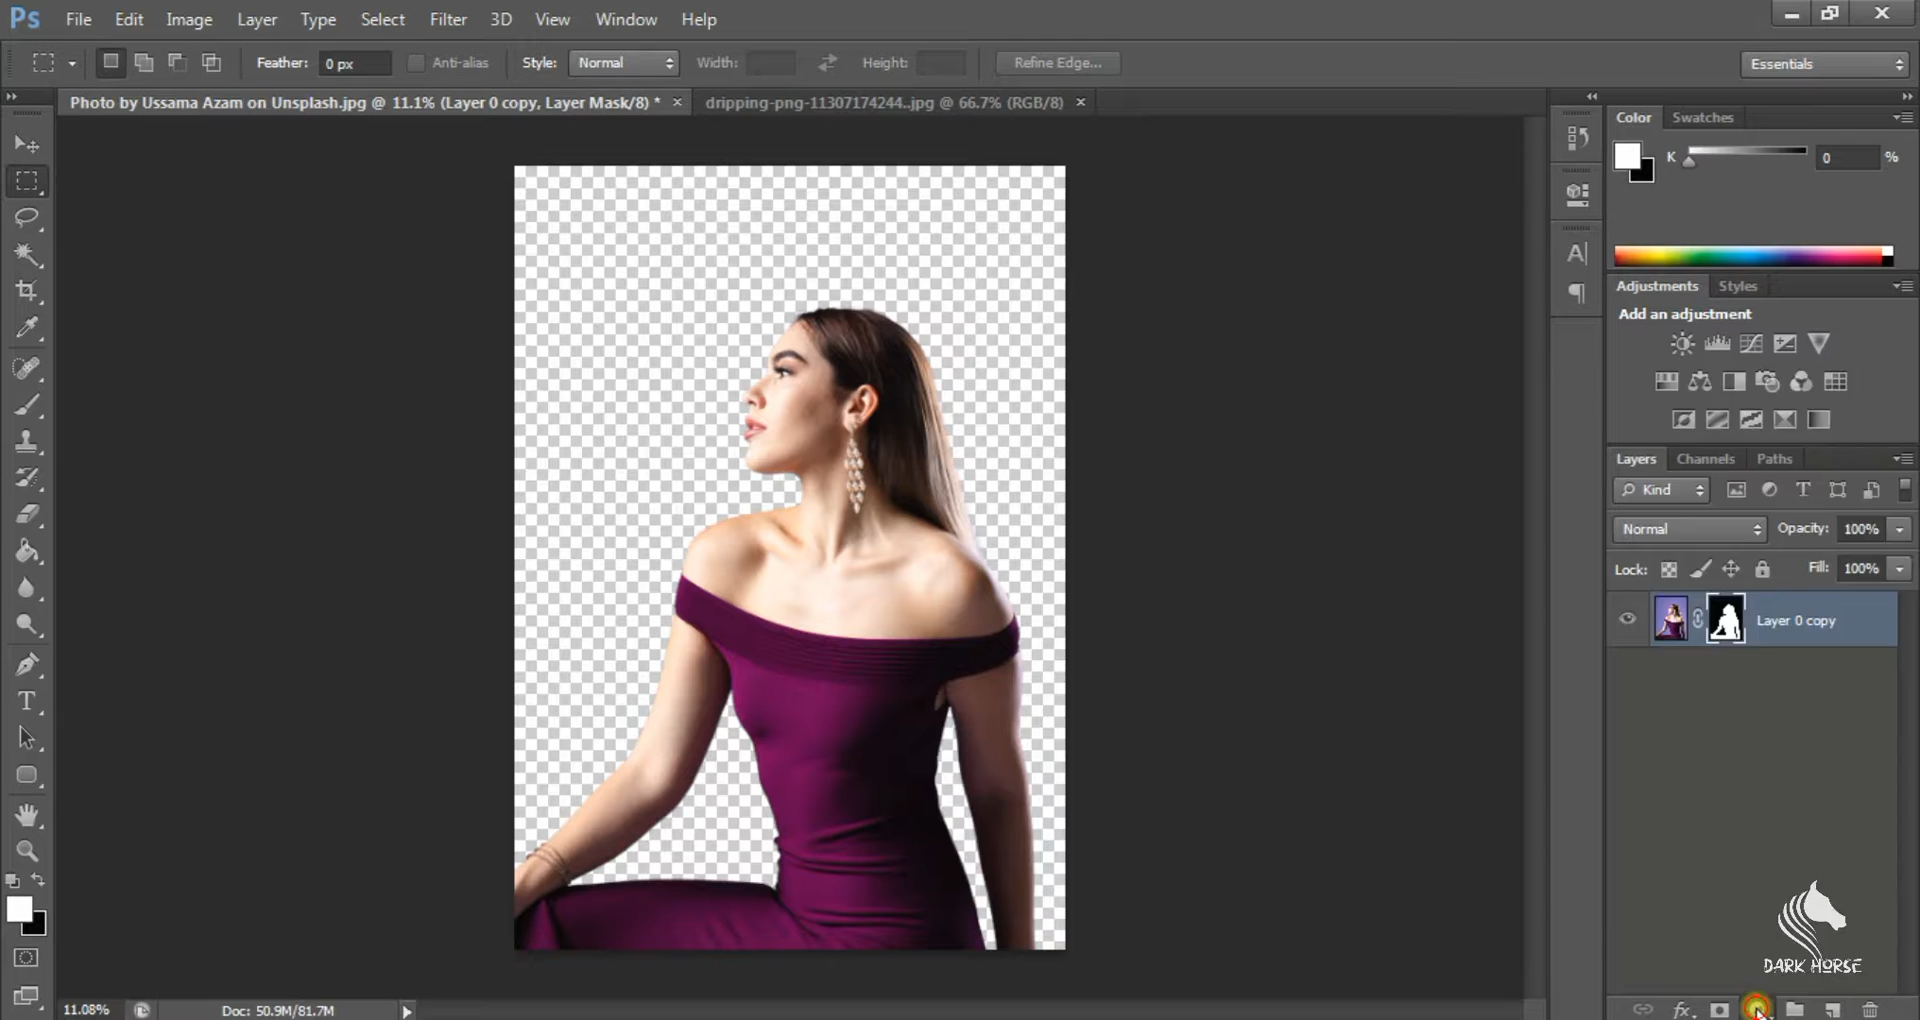 Ps File Edit Image Layer Type Select Filter 3D View Window Help
Feather: 0 px Anti-alias Style: Normal Width: Height: Refine Edge... Essentials
Photo by Ussama Azam on Unsplash.jpg @ 11.1% (Layer 0 copy, Layer Mask/8) * × dripping-png-11307174244..jpg @ 66.7% (RGB/8) ×
Color Swatches
K 0 %
Adjustments Styles
Add an adjustment
Layers Channels Paths
Kind
Normal Opacity: 100%
Lock: Fill: 100%
Layer 0 copy
DARK HORSE
11.08% Doc: 50.9M/81.7M